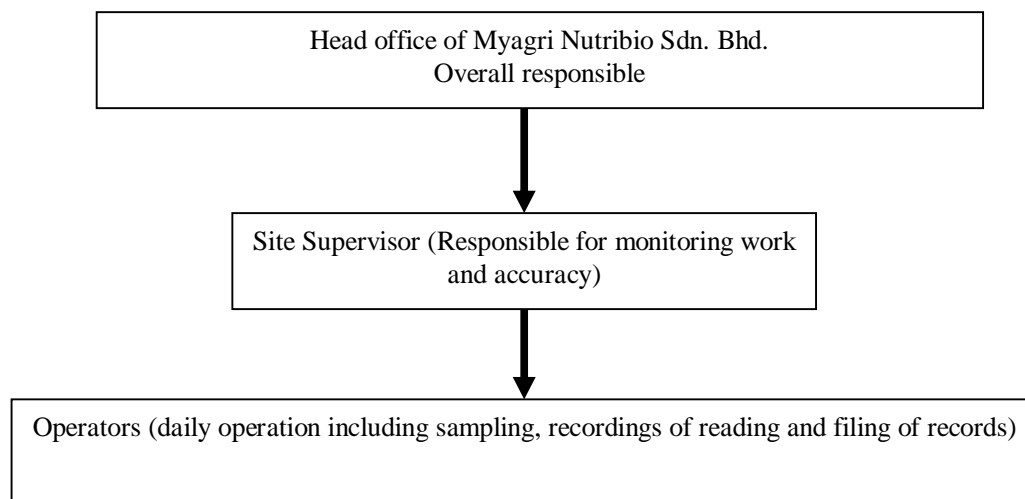 Head office of Myagri Nutribio Sdn. Bhd.
Overall responsible
Site Supervisor (Responsible for monitoring work
and accuracy)
Operators (daily operation including sampling, recordings of reading and filing of records)